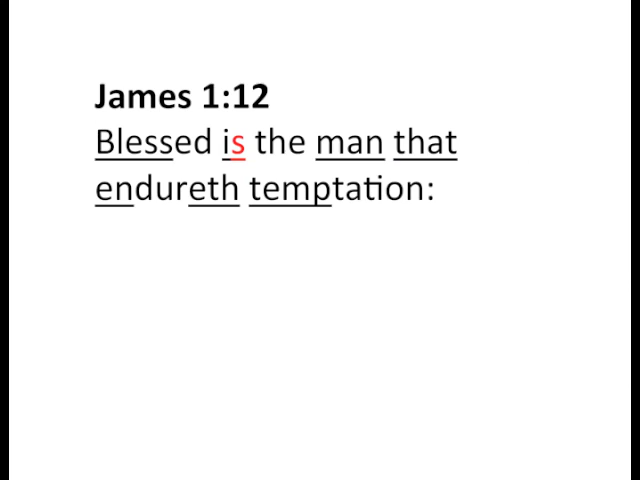 James 1:12
Blessed is the man that
endureth temptation: